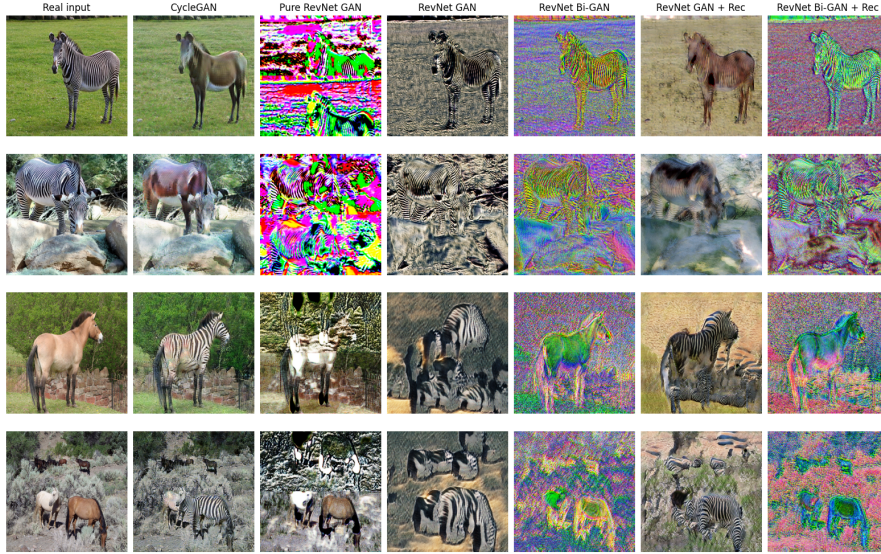 Real input CycleGAN Pure RevNet GAN RevNet GAN RevNet Bi-GAN RevNet GAN + Rec RevNet Bi-GAN + Rec